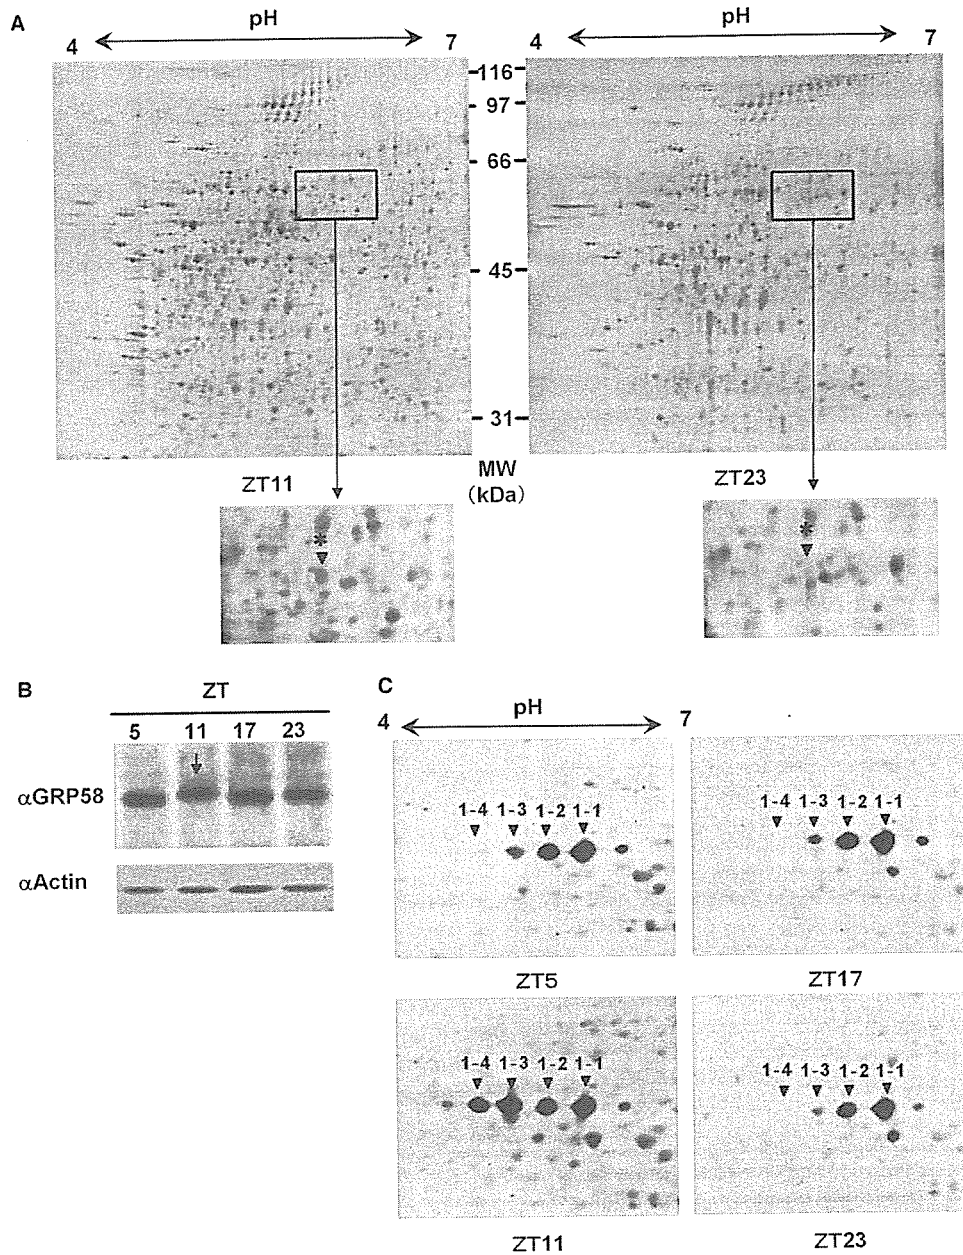 A
pH
pH
4
7
4
7
116
97
66
45
31
MW
(kDa)
ZT11
ZT23
*
*
B
ZT
5 11 17 23
αGRP58
αActin
C
4
pH
7
1-4 1-3 1-2 1-1
1-4 1-3 1-2 1-1
ZT5
ZT17
1-4 1-3 1-2 1-1
1-4 1-3 1-2 1-1
ZT11
ZT23